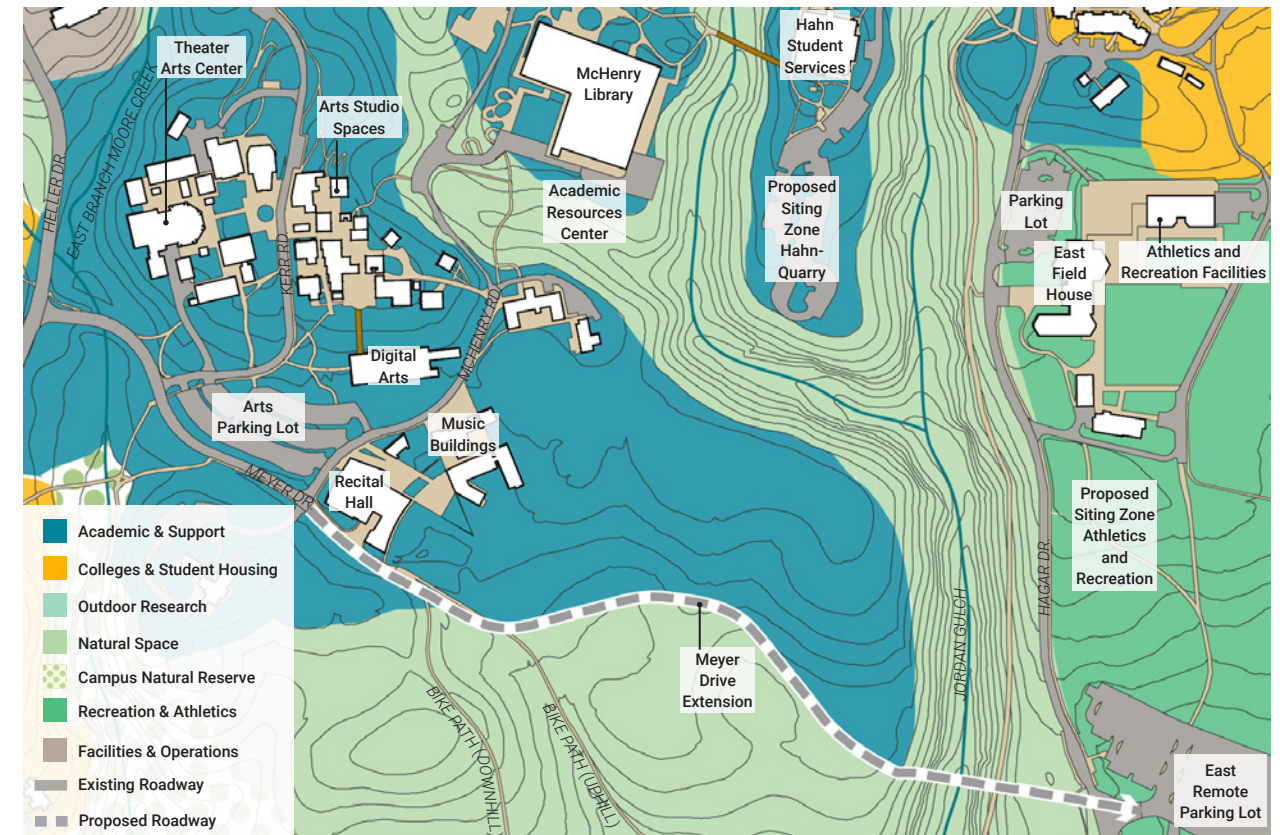 Theater
Arts Center
Hahn
Student
Services
McHenry
Library
Arts Studio
Spaces
HELLER DR.
EAST BRANCH MOORE CREEK
KERR RD.
Academic
Resources
Center
Proposed
Siting
Zone
Hahn-
Quarry
Parking
Lot
East
Field
House
Athletics and
Recreation Facilities
MCHENRY RD.
Digital
Arts
Arts
Parking Lot
Music
Buildings
MEYER DR.
Recital
Hall
Proposed
Siting Zone
Athletics
and
Recreation
HAGAR DR.
JORDAN GULCH
Meyer
Drive
Extension
BIKE PATH (DOWNHILL)
BIKE PATH (UPHILL)
East
Remote
Parking Lot
Academic & Support
Colleges & Student Housing
Outdoor Research
Natural Space
Campus Natural Reserve
Recreation & Athletics
Facilities & Operations
Existing Roadway
Proposed Roadway